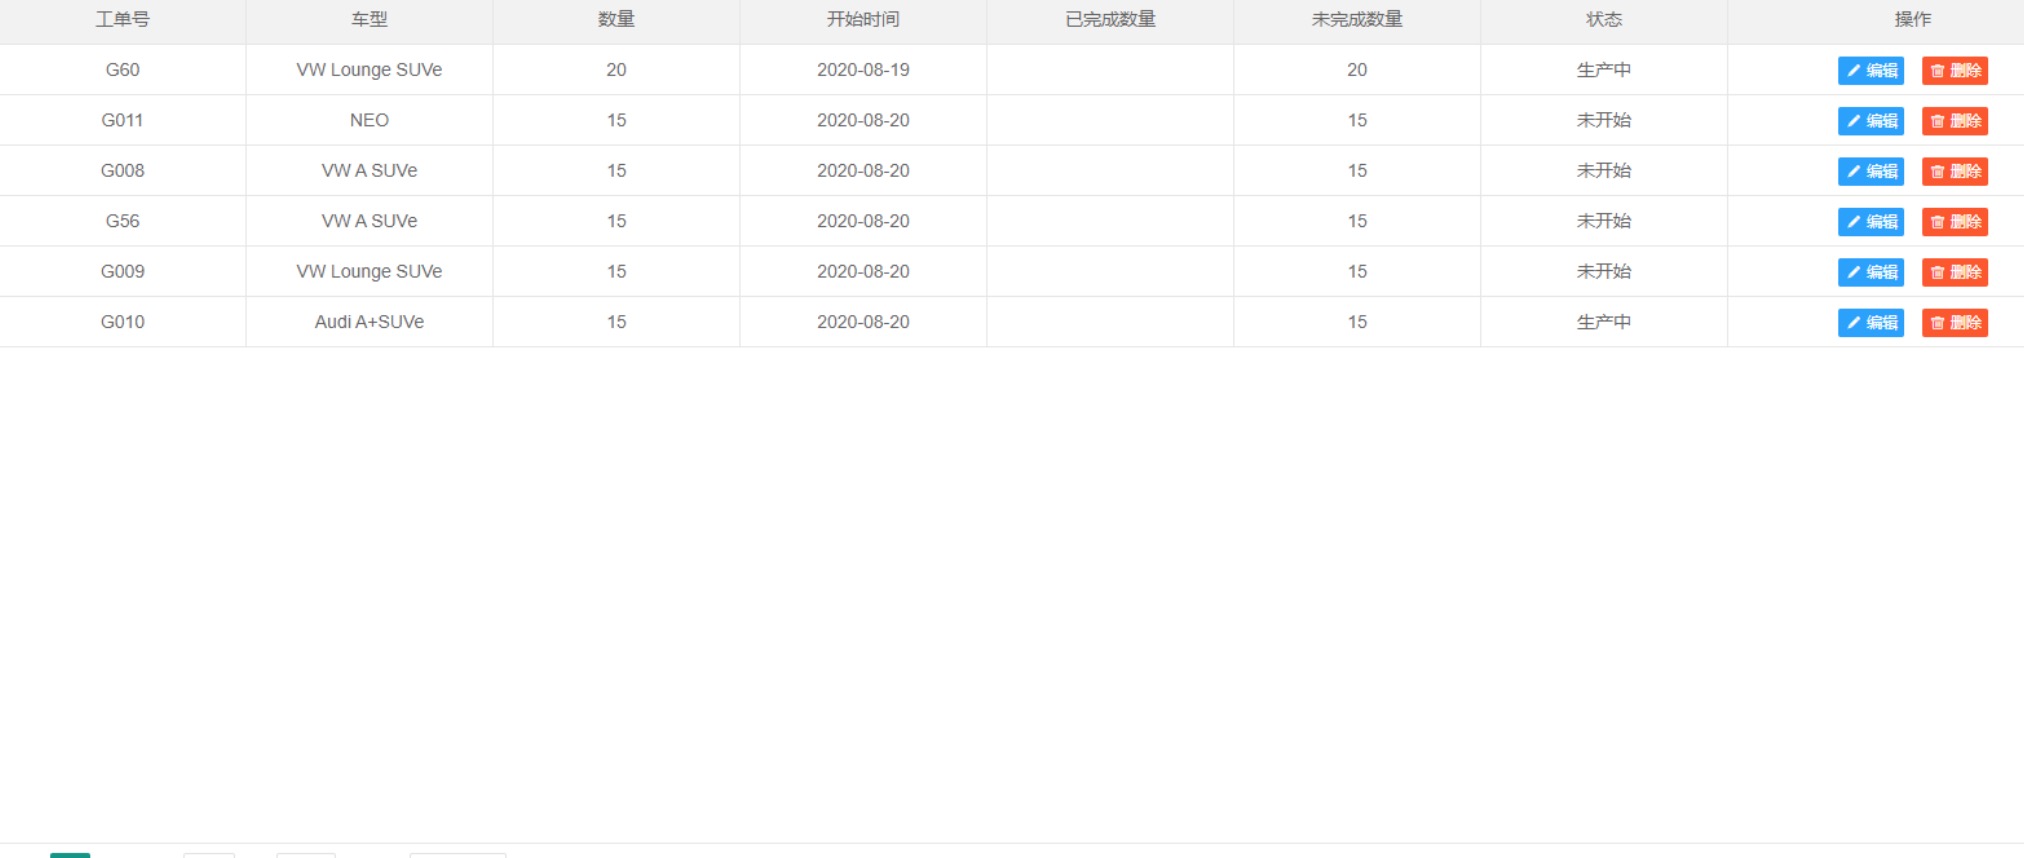 工单号 车型 数量 开始时间 已完成数量 未完成数量 状态 操作
G60 VW Lounge SUVe 20 2020-08-19 20 生产中 编辑 删除
G011 NEO 15 2020-08-20 15 未开始 编辑 删除
G008 VW A SUVe 15 2020-08-20 15 未开始 编辑 删除
G56 VW A SUVe 15 2020-08-20 15 未开始 编辑 删除
G009 VW Lounge SUVe 15 2020-08-20 15 未开始 编辑 删除
G010 Audi A+SUVe 15 2020-08-20 15 生产中 编辑 删除